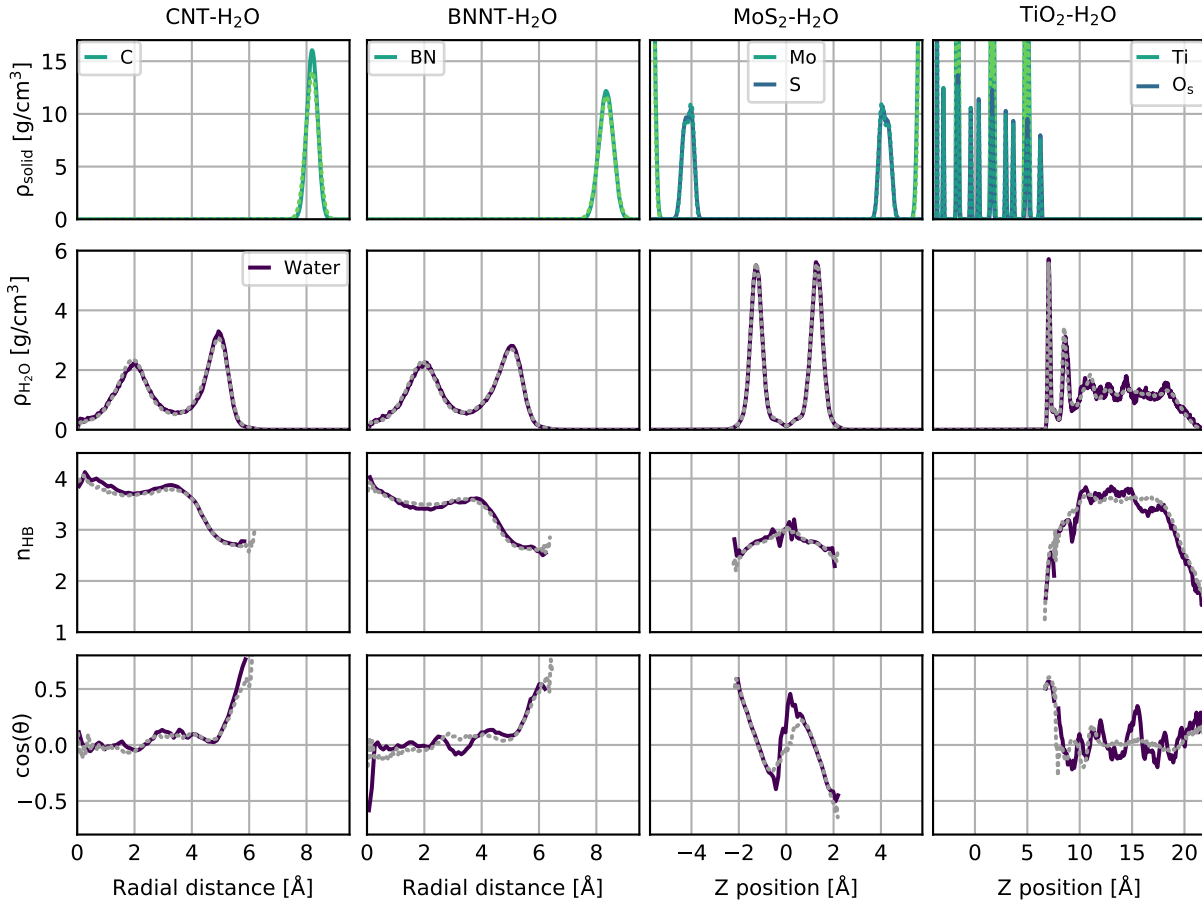 CNT-H₂O BNNT-H₂O MoS₂-H₂O TiO₂-H₂O
ρsolid [g/cm³]
15
10
5
0
C
BN
Mo
S
Ti
Oₛ
ρH₂O [g/cm³]
6
4
2
0
Water
nHB
4
3
2
1
cos(θ)
0.5
0.0
−0.5
0 2 4 6 8
0 2 4 6 8
−4 −2 0 2 4
0 5 10 15 20
Radial distance [Å] Radial distance [Å] Z position [Å] Z position [Å]